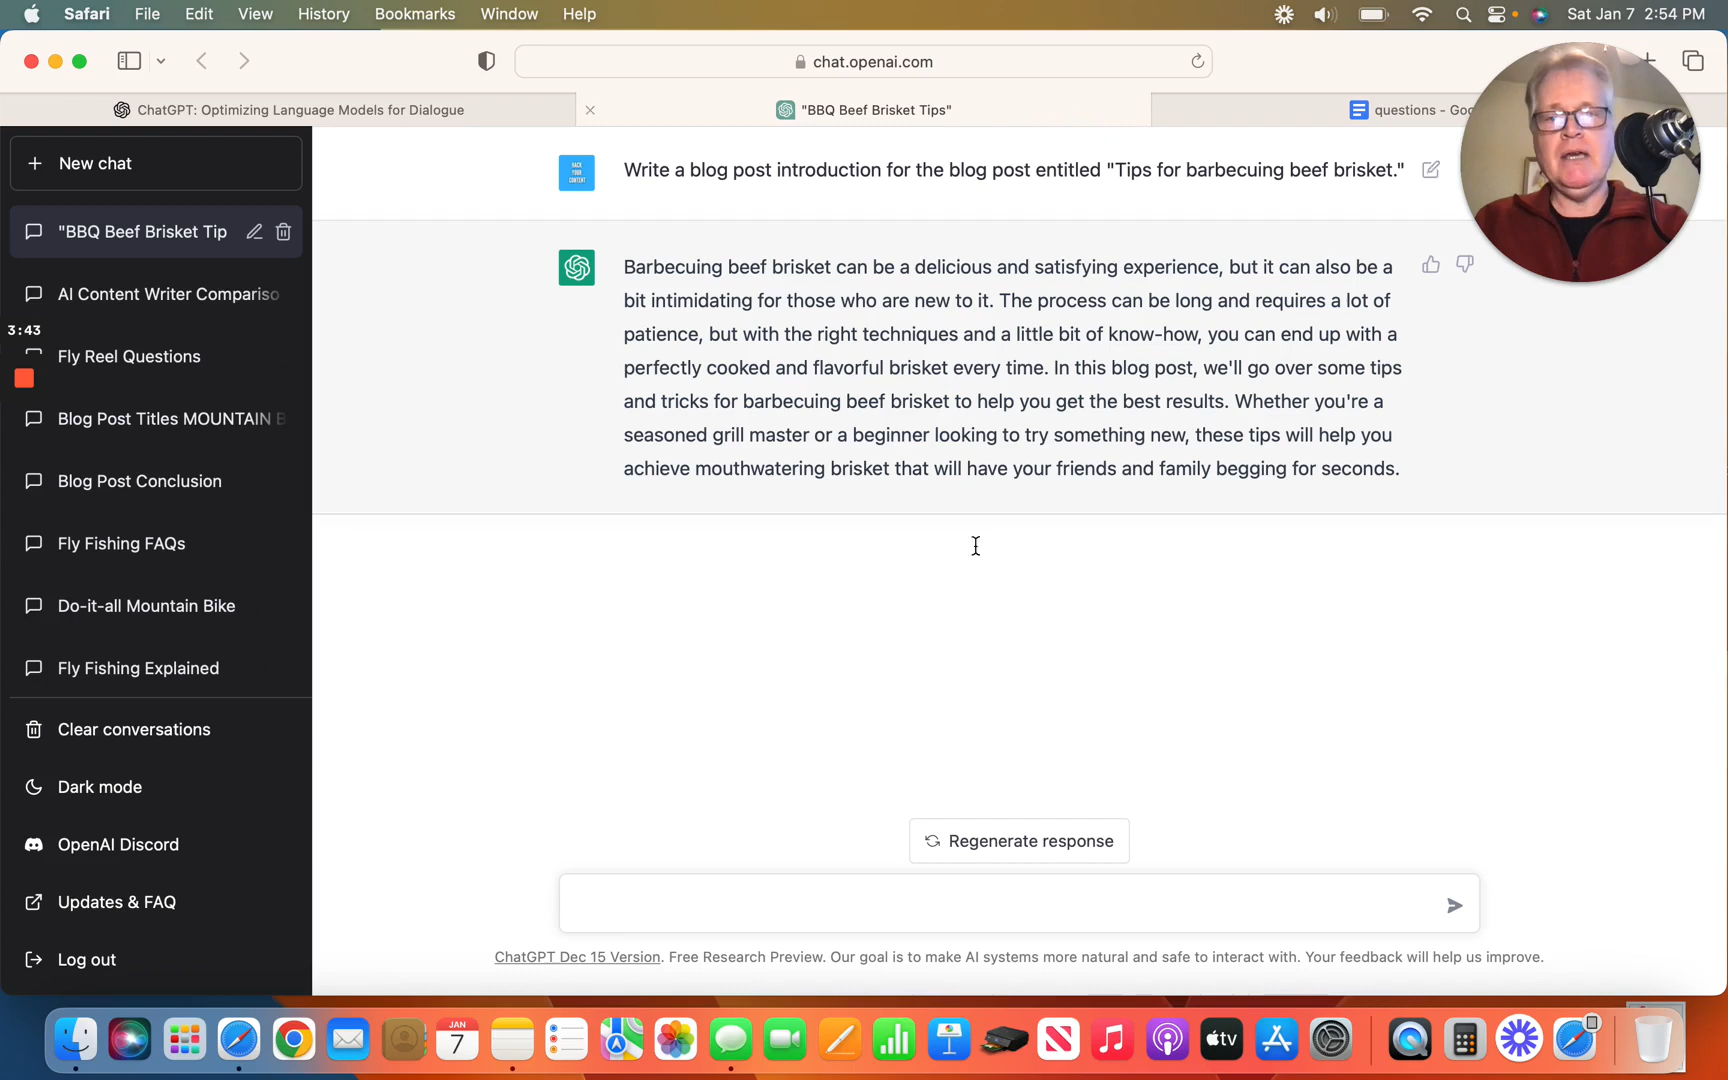 Safari File Edit View History Bookmarks Window Help Sat Jan 7 2:54 PM
chat.openai.com
ChatGPT: Optimizing Language Models for Dialogue
"BBQ Beef Brisket Tips"
questions - Goo
New chat
"BBQ Beef Brisket Tip
AI Content Writer Compariso
3:43
Fly Reel Questions
Blog Post Titles MOUNTAIN B
Blog Post Conclusion
Fly Fishing FAQs
Do-it-all Mountain Bike
Fly Fishing Explained
Clear conversations
Dark mode
OpenAI Discord
Updates & FAQ
Log out
HACK
YOUR
CONTENT
Write a blog post introduction for the blog post entitled "Tips for barbecuing beef brisket."
Barbecuing beef brisket can be a delicious and satisfying experience, but it can also be a
bit intimidating for those who are new to it. The process can be long and requires a lot of
patience, but with the right techniques and a little bit of know-how, you can end up with a
perfectly cooked and flavorful brisket every time. In this blog post, we'll go over some tips
and tricks for barbecuing beef brisket to help you get the best results. Whether you're a
seasoned grill master or a beginner looking to try something new, these tips will help you
achieve mouthwatering brisket that will have your friends and family begging for seconds.
Regenerate response
ChatGPT Dec 15 Version. Free Research Preview. Our goal is to make AI systems more natural and safe to interact with. Your feedback will help us improve.
JAN
7
tv